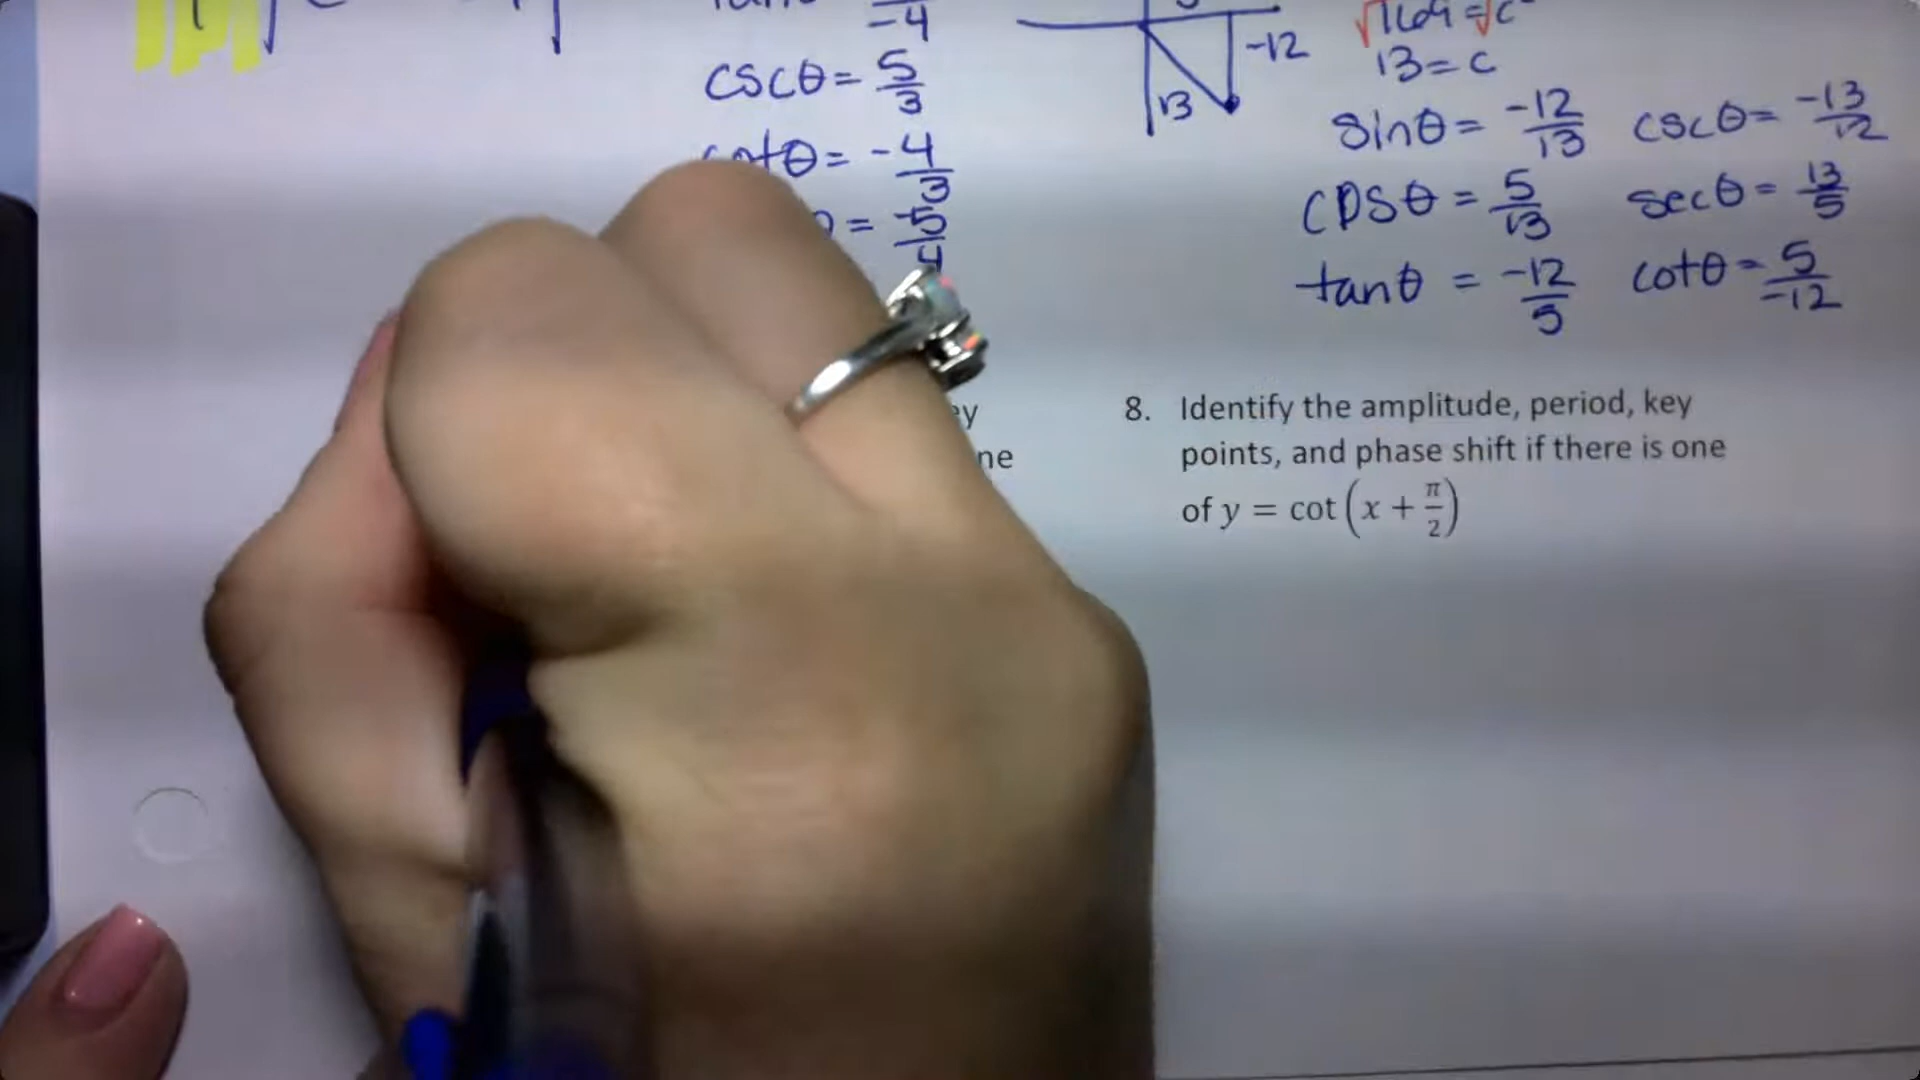 -4
cscθ = 5/3
cotθ = -4/3
θ = -5/4
-12
13
√169 = √c²
13 = c
sinθ = -12/13 cscθ = -13/12
cosθ = 5/13 secθ = 13/5
tanθ = -12/5 cotθ = 5/-12
8. Identify the amplitude, period, key
points, and phase shift if there is one
of y = cot(x + π/2)